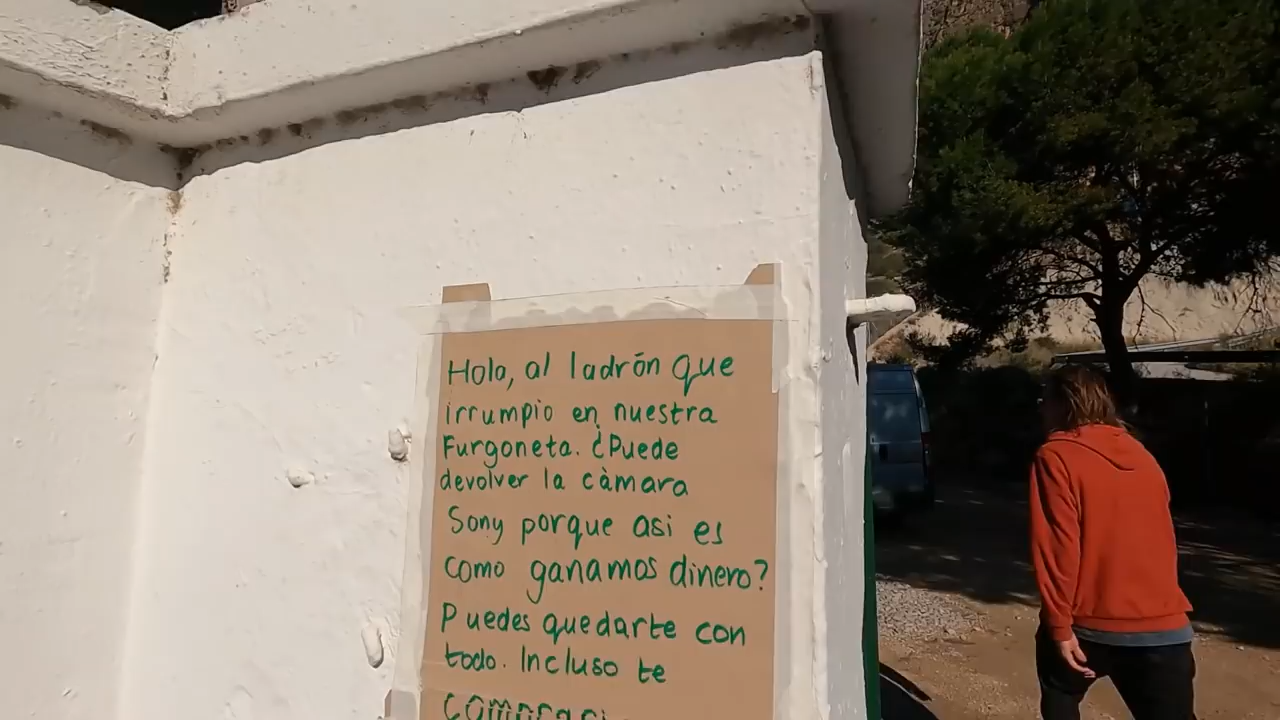 Hola, al ladrón que
irrumpio en nuestra
Furgoneta. ¿Puede
devolver la càmara
Sony porque asi es
como ganamos dinero?
Puedes quedarte con
todo. Incluso te